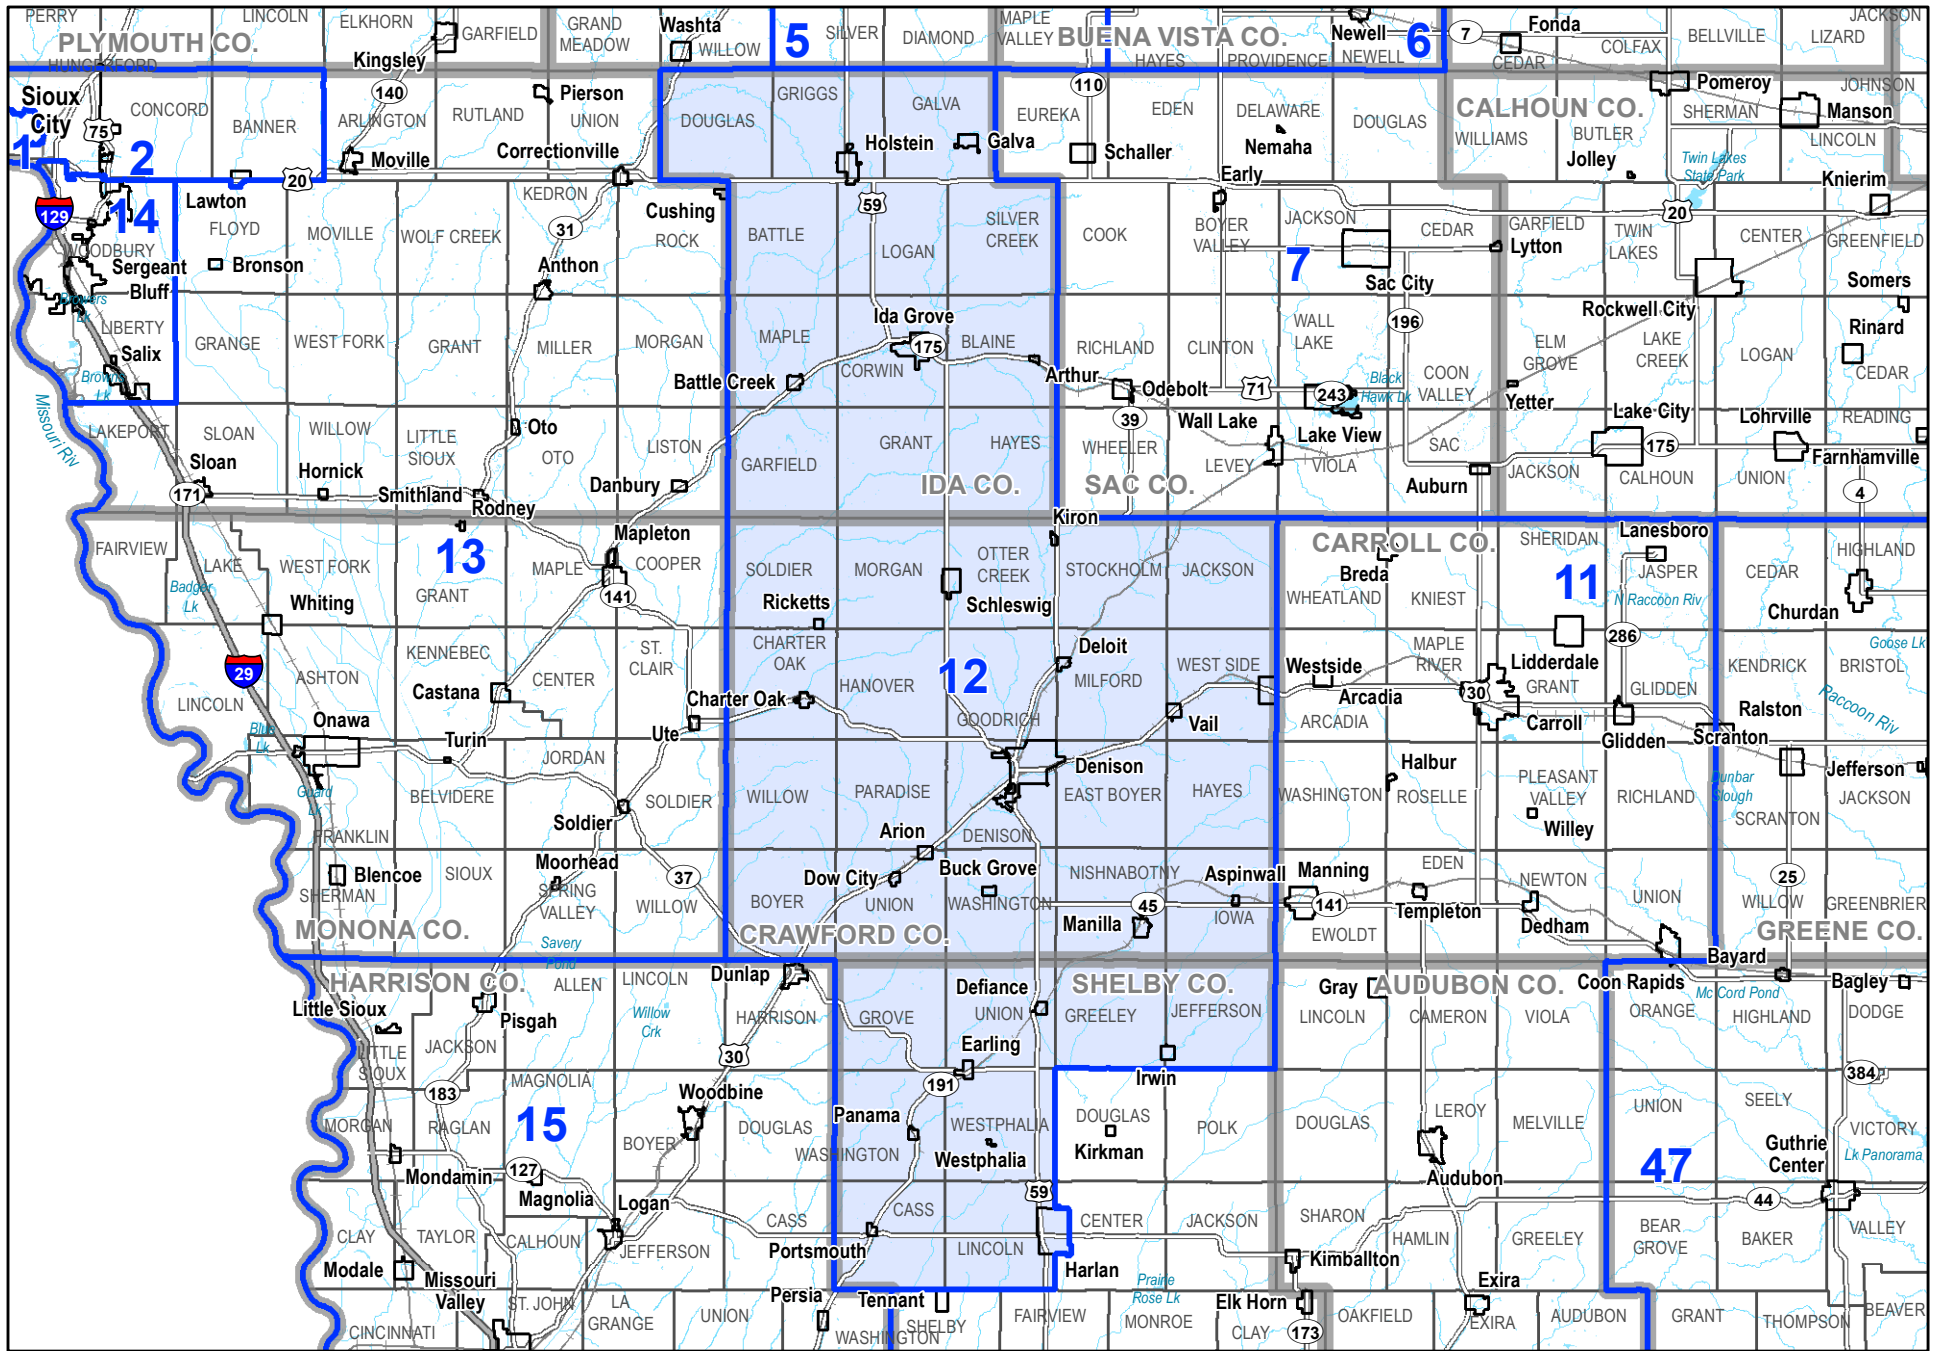 PERRY
LINCOLN
ELKHORN
GARFIELD
GRAND
MEADOW
Washta
WILLOW
5
SILVER
DIAMOND
MAPLE
VALLEY
BUENA VISTA CO.
HAYES
PROVIDENCE
Newell
NEWELL
6
7
Fonda
CEDAR
COLFAX
BELLVILLE
JACKSON
LIZARD
PLYMOUTH CO.
HUNGERFORD
Kingsley
Sioux
City
75
CONCORD
BANNER
140
ARLINGTON
RUTLAND
Pierson
UNION
DOUGLAS
GRIGGS
GALVA
EUREKA
110
EDEN
DELAWARE
DOUGLAS
Nemaha
CALHOUN CO.
WILLIAMS
BUTLER
Jolley
Pomeroy
SHERMAN
JOHNSON
Manson
LINCOLN
1
2
20
Moville
Correctionville
Holstein
Galva
Schaller
Early
Twin Lakes
State Park
Knierim
129
14
WOODBURY
Lawton
FLOYD
MOVILLE
WOLF CREEK
KEDRON
31
Cushing
ROCK
BATTLE
59
LOGAN
SILVER
CREEK
COOK
BOYER
VALLEY
JACKSON
7
CEDAR
Lytton
GARFIELD
TWIN
LAKES
20
CENTER
GREENFIELD
Sergeant
Bluff
Bronson
Anthon
Sac City
Somers
Browers
Lk
LIBERTY
Salix
Browns
Lk
GRANGE
WEST FORK
GRANT
MILLER
MORGAN
MAPLE
Ida Grove
175
BLAINE
CORWIN
Battle Creek
Arthur
RICHLAND
CLINTON
WALL
LAKE
196
Rockwell City
ELM
GROVE
LAKE
CREEK
LOGAN
Rinard
CEDAR
Missouri Riv
Odebolt
71
243
Black
Hawk Lk
COON
VALLEY
Yetter
LAKEPORT
SLOAN
WILLOW
LITTLE
SIOUX
Oto
OTO
LISTON
GARFIELD
GRANT
HAYES
39
WHEELER
Wall Lake
LEVEY
Lake View
VIOLA
SAC
Lake City
175
Lohrville
READING
Sloan
171
Hornick
Smithland
Rodney
Danbury
IDA CO.
SAC CO.
Auburn
JACKSON
CALHOUN
UNION
Farnhamville
4
FAIRVIEW
LAKE
WEST FORK
13
GRANT
Mapleton
COOPER
MAPLE
141
SOLDIER
MORGAN
OTTER
CREEK
Kiron
STOCKHOLM
JACKSON
CARROLL CO.
Breda
WHEATLAND
KNIEST
SHERIDAN
11
Lanesboro
JASPER
N Raccoon Riv
CEDAR
HIGHLAND
Churdan
Badger
Lk
Whiting
Ricketts
Schleswig
29
ASHTON
KENNEBEC
Castana
CENTER
ST.
CLAIR
CHARTER
OAK
Charter Oak
HANOVER
12
GOODRICH
Deloit
MILFORD
WEST SIDE
Westside
Arcadia
ARCADIA
MAPLE
RIVER
30
Lidderdale
GRANT
286
GLIDDEN
KENDRICK
BRISTOL
Goose Lk
Raccoon Riv
LINCOLN
Blue
Lk
Onawa
Turin
Ute
Vail
Carroll
Glidden
Ralston
Scranton
JORDAN
BELVIDERE
Guard
Lk
FRANKLIN
Soldier
SOLDIER
WILLOW
PARADISE
Denison
EAST BOYER
HAYES
WASHINGTON
Halbur
ROSELLE
PLEASANT
VALLEY
Willey
RICHLAND
Dunbar
Slough
SCRANTON
Jefferson
JACKSON
Blencoe
SHERMAN
SIOUX
Moorhead
SPRING
VALLEY
37
WILLOW
BOYER
Arion
DENISON
Dow City
UNION
Buck Grove
WASHINGTON
NISHNABOTNY
45
Manilla
Aspinwall
IOWA
Manning
141
EWOLDT
EDEN
Templeton
NEWTON
Dedham
UNION
25
WILLOW
GREENBRIER
GREENE CO.
MONONA CO.
Savery
Pond
CRAWFORD CO.
HARRISON CO.
Little Sioux
ALLEN
LINCOLN
Dunlap
Willow
Crk
HARRISON
Pisgah
GROVE
Defiance
UNION
SHELBY CO.
GREELEY
JEFFERSON
Gray
LINCOLN
AUDUBON CO.
CAMERON
VIOLA
Coon Rapids
Bayard
Mc Cord Pond
ORANGE
HIGHLAND
Bagley
DODGE
LITTLE
SIOUX
JACKSON
183
MAGNOLIA
15
30
Woodbine
Earling
191
Irwin
384
MORGAN
RAGLAN
BOYER
DOUGLAS
Panama
WASHINGTON
WESTPHALIA
Westphalia
DOUGLAS
Kirkman
POLK
DOUGLAS
LEROY
MELVILLE
UNION
SEELY
VICTORY
Lk Panorama
Mondamin
127
Magnolia
Logan
59
Audubon
47
Guthrie
Center
44
CLAY
TAYLOR
CALHOUN
JEFFERSON
CASS
Portsmouth
CASS
LINCOLN
CENTER
JACKSON
SHARON
HAMLIN
GREELEY
BEAR
GROVE
BAKER
VALLEY
Modale
Missouri
Valley
Harlan
Kimballton
Prairie
Rose Lk
Persia
Tennant
Elk Horn
Exira
CINCINNATI
ST. JOHN
LA
GRANGE
UNION
WASHINGTON
SHELBY
FAIRVIEW
MONROE
CLAY
173
OAKFIELD
EXIRA
AUDUBON
GRANT
THOMPSON
BEAVER